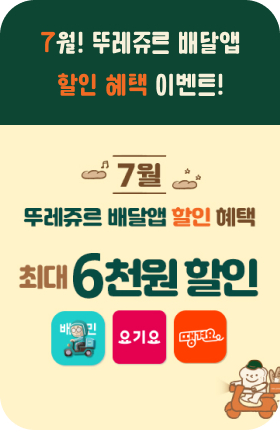 7월! 뚜레쥬르 배달앱
할인 혜택 이벤트!
7월
뚜레쥬르 배달앱 할인 혜택
최대 6천원 할인
요기요
땡겨요